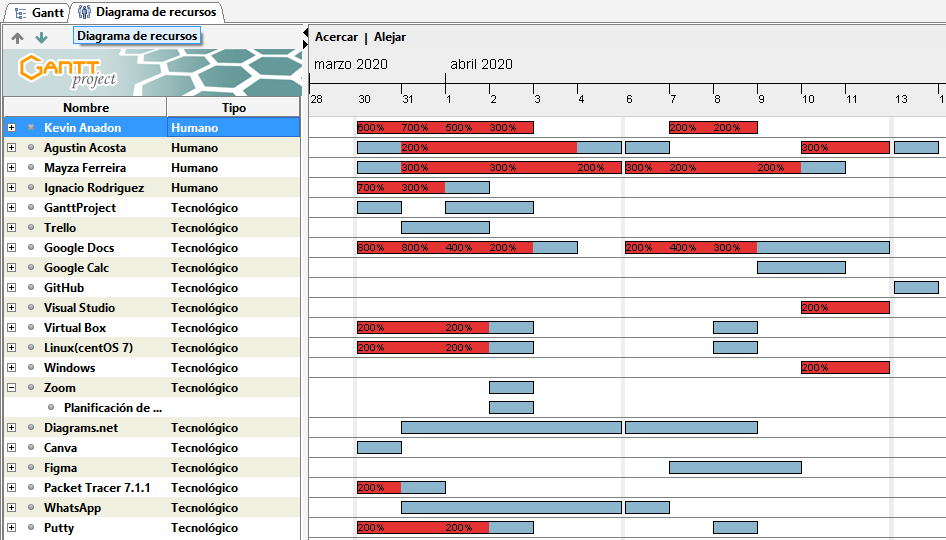 Gantt Diagrama de recursos
Diagrama de recursos
Acercar | Alejar
GANTT
project
marzo 2020 abril 2020
Nombre Tipo
28 30 31 1 2 3 4 6 7 8 9 10 11 13 1
Kevin Anadon Humano 600% 700% 500% 300% 200% 200%
Agustin Acosta Humano 200% 300%
Mayza Ferreira Humano 300% 300% 200% 300% 200% 200%
Ignacio Rodriguez Humano 700% 300%
GanttProject Tecnológico
Trello Tecnológico
Google Docs Tecnológico 800% 800% 400% 200% 200% 400% 300%
Google Calc Tecnológico
GitHub Tecnológico
Visual Studio Tecnológico 200%
Virtual Box Tecnológico 200% 200%
Linux(centOS 7) Tecnológico 200% 200%
Windows Tecnológico 200%
Zoom Tecnológico
Planificación de ...
Diagrams.net Tecnológico
Canva Tecnológico
Figma Tecnológico
Packet Tracer 7.1.1 Tecnológico 200%
WhatsApp Tecnológico
Putty Tecnológico 200% 200%